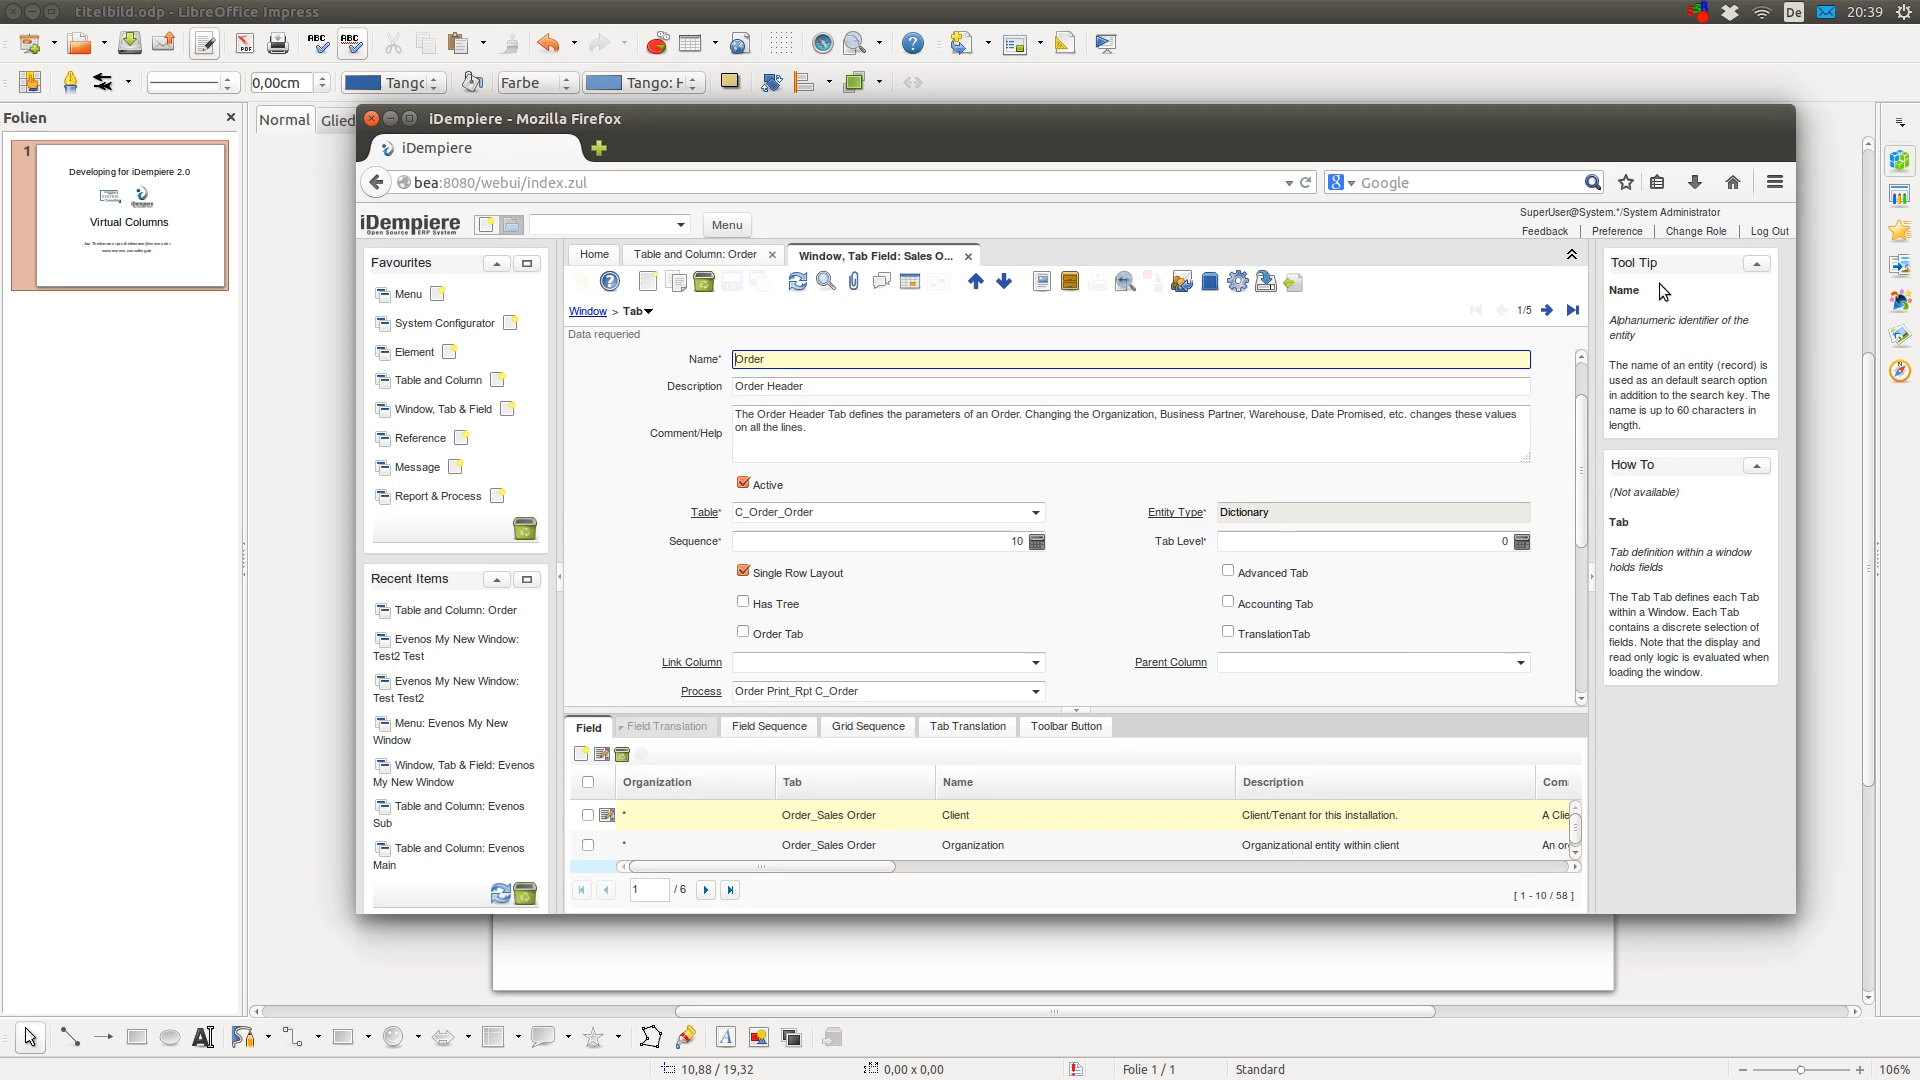 titelbild.odp - LibreOffice Impress
De
20:39
0,00cm
Tango
Farbe
Tango: H
Folien
Normal
Glied
1
Developing for iDempiere 2.0
Virtual Columns
iDempiere - Mozilla Firefox
iDempiere
bea:8080/webui/index.zul
Google
iDempiere
Menu
SuperUser@System.*/System Administrator
Feedback
Preference
Change Role
Log Out
Favourites
Menu
System Configurator
Element
Table and Column
Window, Tab & Field
Reference
Message
Report & Process
Recent Items
Table and Column: Order
Evenos My New Window:
Test2 Test
Evenos My New Window:
Test Test2
Menu: Evenos My New
Window
Window, Tab & Field: Evenos
My New Window
Table and Column: Evenos
Sub
Table and Column: Evenos
Main
Home
Table and Column: Order
Window, Tab Field: Sales O...
Window > Tab
1/5
Data requeried
Name* Order
Description Order Header
Comment/Help
The Order Header Tab defines the parameters of an Order. Changing the Organization, Business Partner, Warehouse, Date Promised, etc. changes these values
on all the lines.
Active
Table* C_Order_Order
Entity Type* Dictionary
Sequence* 10
Tab Level* 0
Single Row Layout
Advanced Tab
Has Tree
Accounting Tab
Order Tab
TranslationTab
Link Column
Parent Column
Process Order Print_Rpt C_Order
Field
Field Translation
Field Sequence
Grid Sequence
Tab Translation
Toolbar Button
Organization Tab Name Description Com
* Order_Sales Order Client Client/Tenant for this installation. A Clie
* Order_Sales Order Organization Organizational entity within client An or
1 / 6
[ 1 - 10 / 58 ]
Tool Tip
Name
Alphanumeric identifier of the
entity
The name of an entity (record) is
used as an default search option
in addition to the search key. The
name is up to 60 characters in
length.
How To
(Not available)
Tab
Tab definition within a window
holds fields
The Tab Tab defines each Tab
within a Window. Each Tab
contains a discrete selection of
fields. Note that the display and
read only logic is evaluated when
loading the window.
10,88 / 19,32
0,00 x 0,00
Folie 1 / 1
Standard
106%